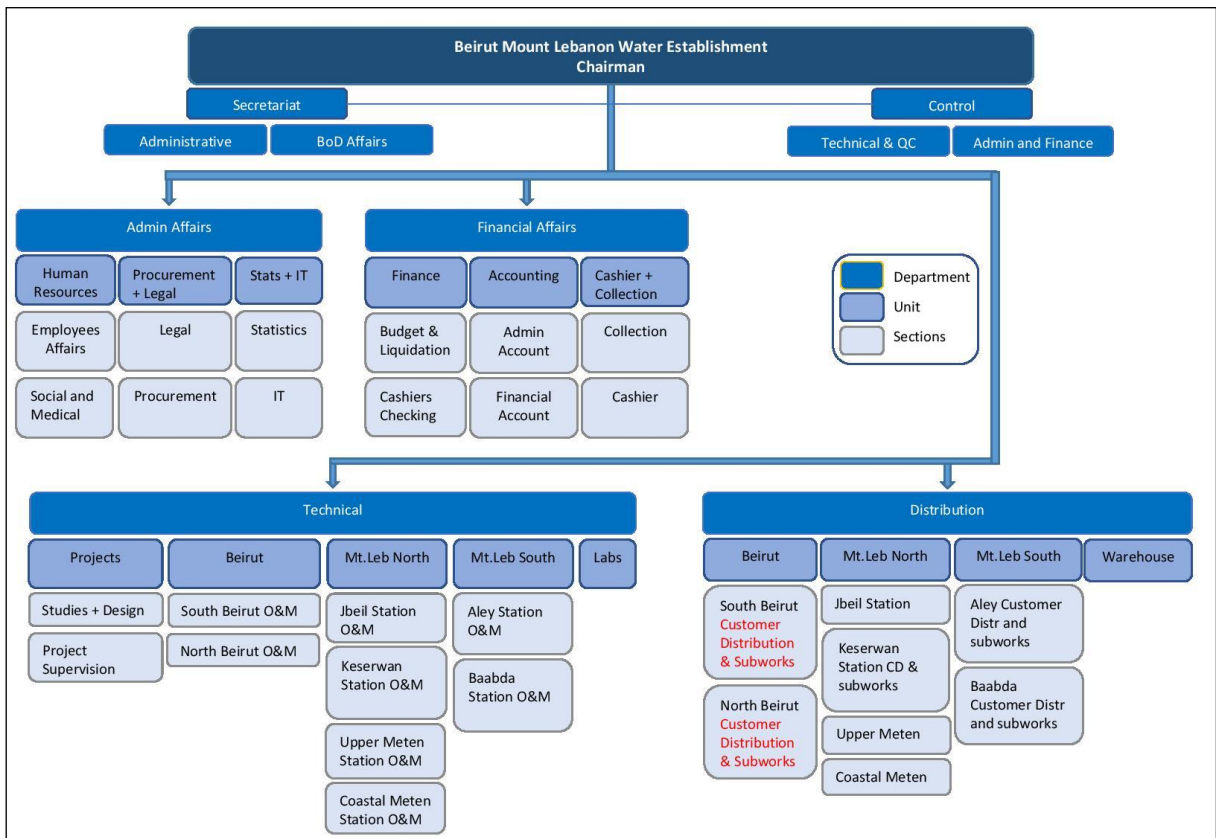 Beirut Mount Lebanon Water Establishment
Chairman
Secretariat
Control
Administrative
BoD Affairs
Technical & QC
Admin and Finance
Admin Affairs
Financial Affairs
Human
Resources
Procurement
+ Legal
Stats + IT
Finance
Accounting
Cashier +
Collection
Employees
Affairs
Legal
Statistics
Budget &
Liquidation
Admin
Account
Collection
Social and
Medical
Procurement
IT
Cashiers
Checking
Financial
Account
Cashier
Department
Unit
Sections
Technical
Projects
Beirut
Mt.Leb North
Mt.Leb South
Labs
Studies + Design
South Beirut O&M
Jbeil Station
O&M
Aley Station
O&M
Project
Supervision
North Beirut O&M
Keserwan
Station O&M
Baabda
Station O&M
Upper Meten
Station O&M
Coastal Meten
Station O&M
Distribution
Beirut
Mt.Leb North
Mt.Leb South
Warehouse
South Beirut
Customer
Distribution
& Subworks
Jbeil Station
Aley Customer
Distr and
subworks
Keserwan
Station CD &
subworks
North Beirut
Customer
Distribution
& Subworks
Baabda
Customer Distr
and subworks
Upper Meten
Coastal Meten